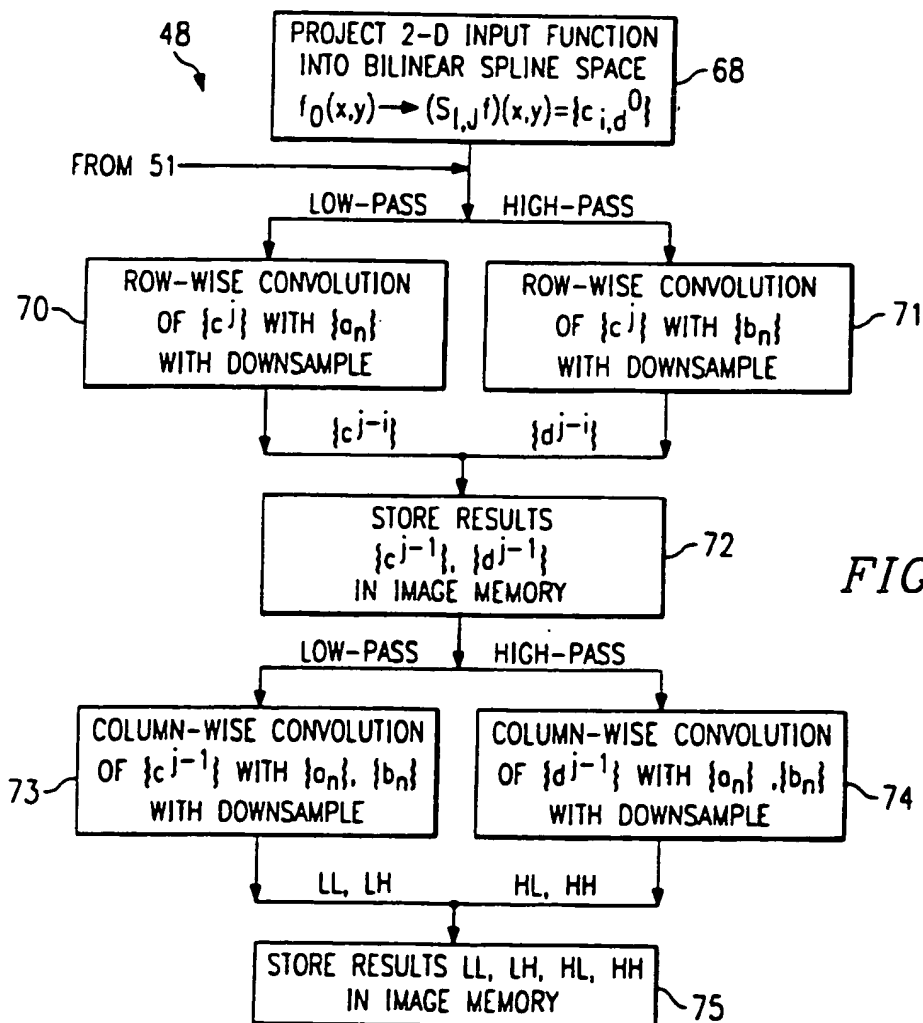 48
PROJECT 2-D INPUT FUNCTION
INTO BILINEAR SPLINE SPACE
f₀(x,y) → (S_{I,J}f)(x,y)={c_{i,d}⁰}
68
FROM 51
LOW-PASS HIGH-PASS
70
ROW-WISE CONVOLUTION
OF {c^j} WITH {a_n}
WITH DOWNSAMPLE
ROW-WISE CONVOLUTION
OF {c^j} WITH {b_n}
WITH DOWNSAMPLE
71
{c^{j-i}} {d^{j-i}}
STORE RESULTS
{c^{j-1}}, {d^{j-1}}
IN IMAGE MEMORY
72
FIG
LOW-PASS HIGH-PASS
73
COLUMN-WISE CONVOLUTION
OF {c^{j-1}} WITH {a_n}, {b_n}
WITH DOWNSAMPLE
COLUMN-WISE CONVOLUTION
OF {d^{j-1}} WITH {a_n} ,{b_n}
WITH DOWNSAMPLE
74
LL, LH HL, HH
STORE RESULTS LL, LH, HL, HH
IN IMAGE MEMORY
75